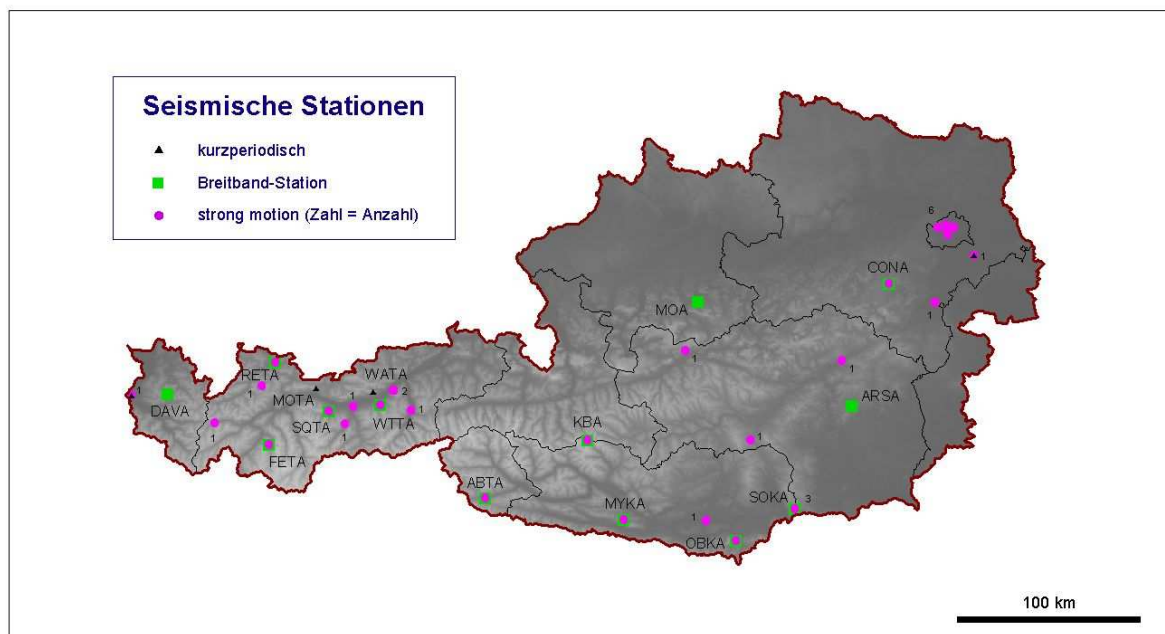 Seismische Stationen
kurzperiodisch
Breitband-Station
strong motion (Zahl = Anzahl)
6
1
CONA
MOA
1
1
RETA
WATA
1
1
MOTA
1
2
DAVA
1
ARSA
SQTA
WTTA
1
KBA
1
1
1
FETA
ABTA
MYKA
SOKA
3
1
OBKA
100 km